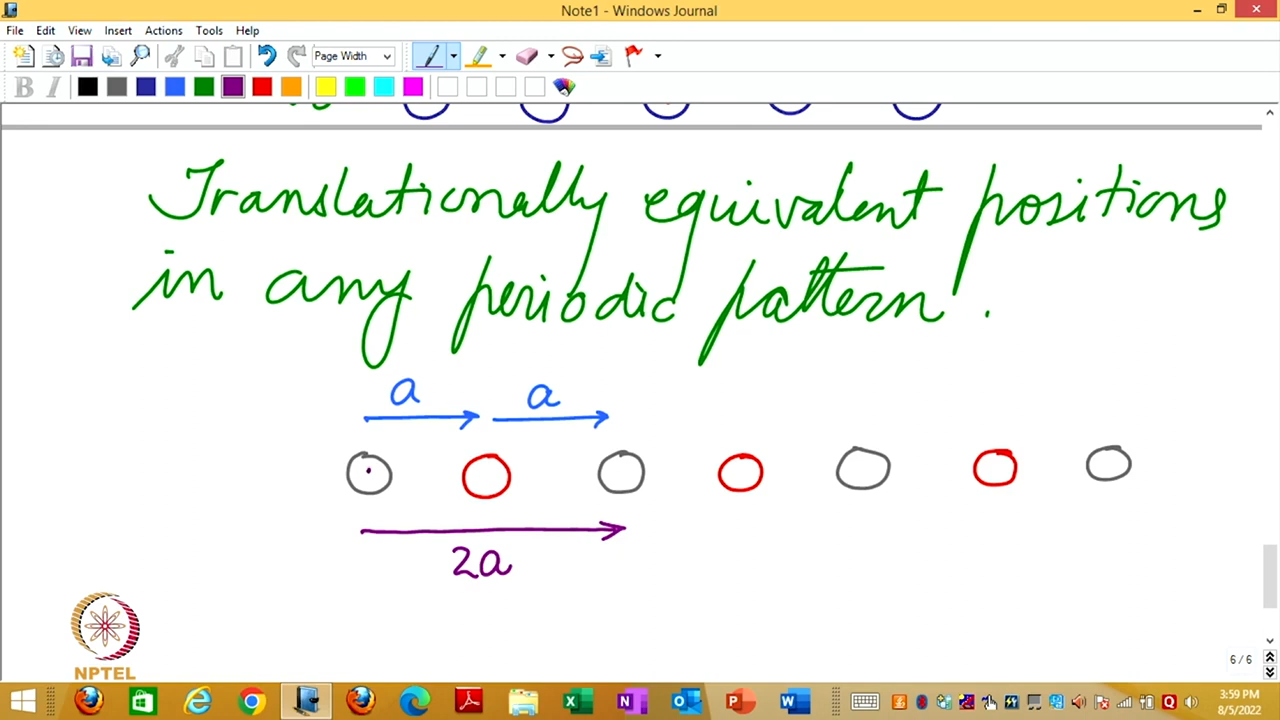 Note1 - Windows Journal
File Edit View Insert Actions Tools Help
Page Width
B I
Translationally equivalent positions
in any periodic pattern.
a a
2a
NPTEL
6 / 6
3:59 PM
8/5/2022